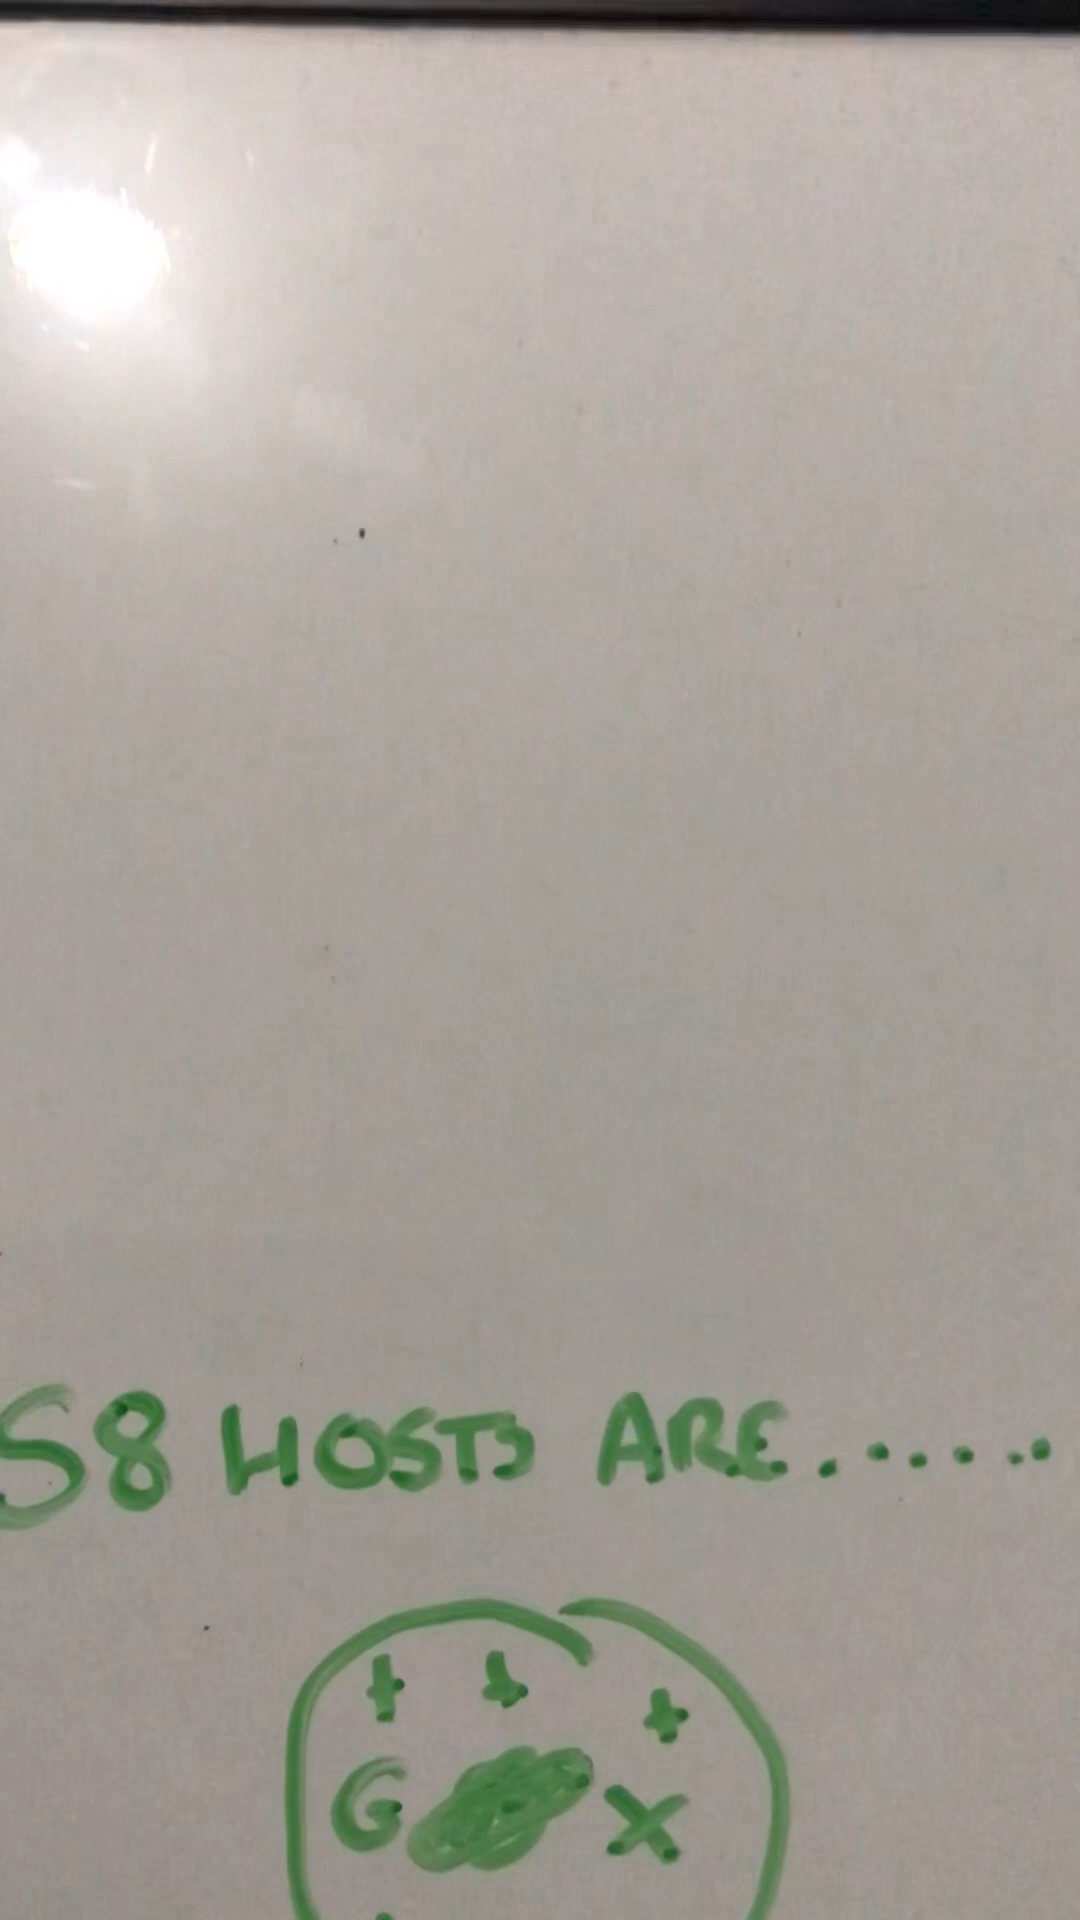 S8 HOSTS ARE.......
+ + +
G X